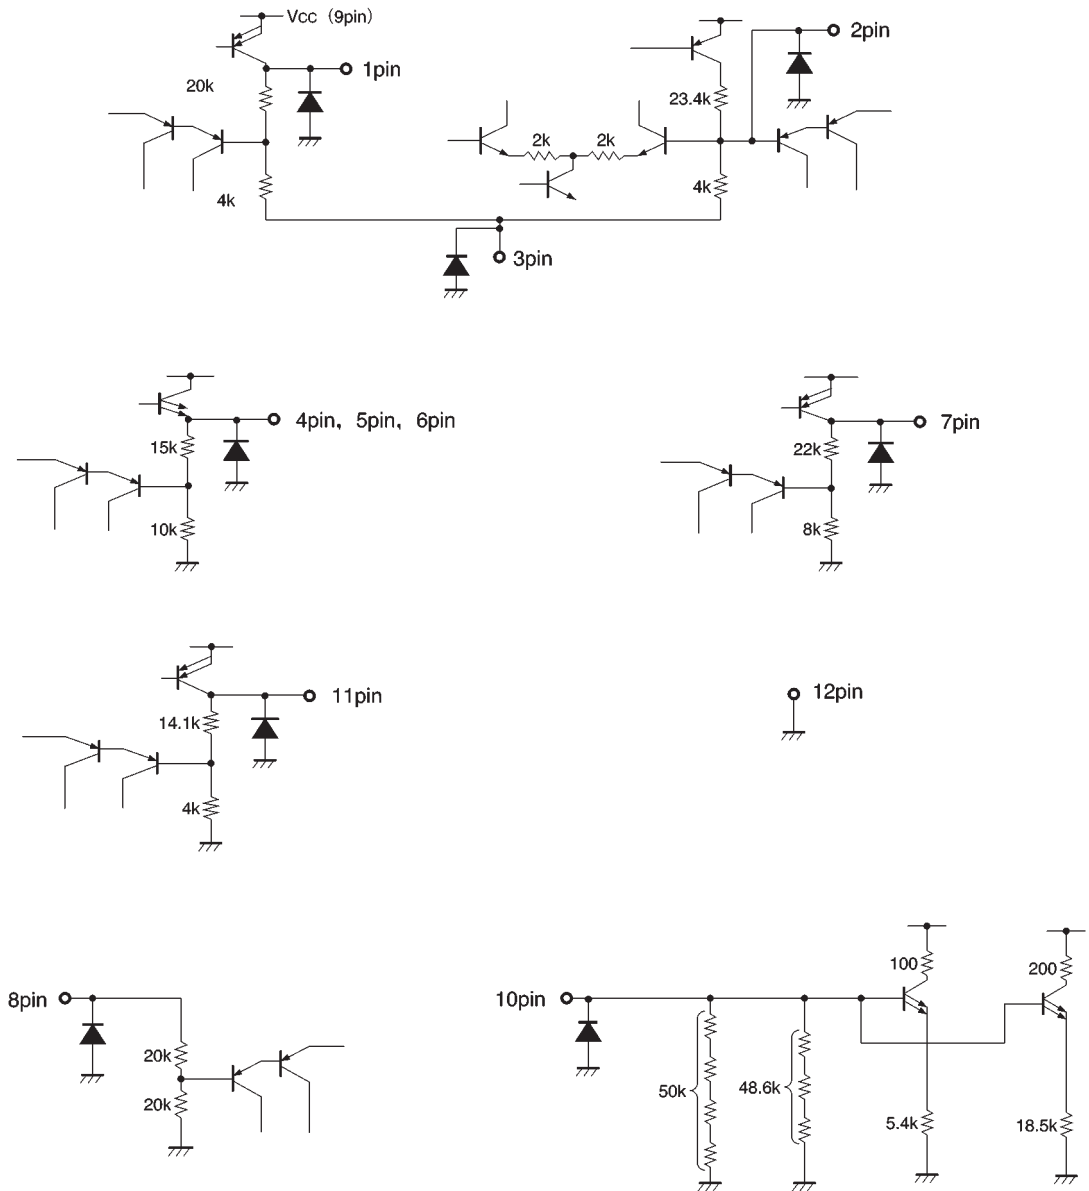 Vcc (9pin)
1pin
20k
4k
2pin
23.4k
2k
2k
4k
3pin
4pin, 5pin, 6pin
15k
10k
7pin
22k
8k
11pin
14.1k
4k
12pin
8pin
20k
20k
10pin
50k
48.6k
100
5.4k
200
18.5k